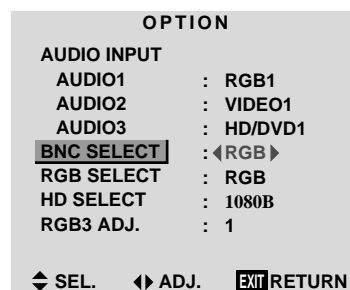 OPTION
AUDIO INPUT
AUDIO1 : RGB1
AUDIO2 : VIDEO1
AUDIO3 : HD/DVD1
BNC SELECT : ◀RGB▶
RGB SELECT : RGB
HD SELECT : 1080B
RGB3 ADJ. : 1
SEL. ADJ. EXIT RETURN